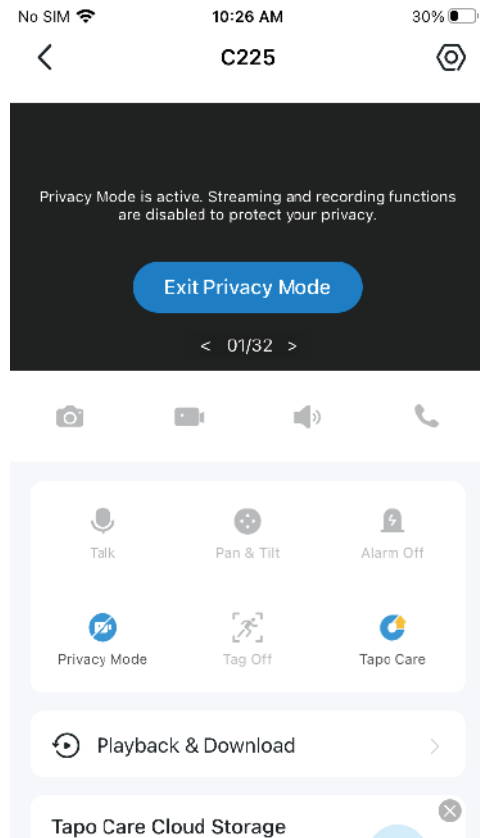 No SIM 10:26 AM 30%
C225
Privacy Mode is active. Streaming and recording functions
are disabled to protect your privacy.
Exit Privacy Mode
< 01/32 >
Talk Pan & Tilt Alarm Off
Privacy Mode Tag Off Tapo Care
Playback & Download
Tapo Care Cloud Storage